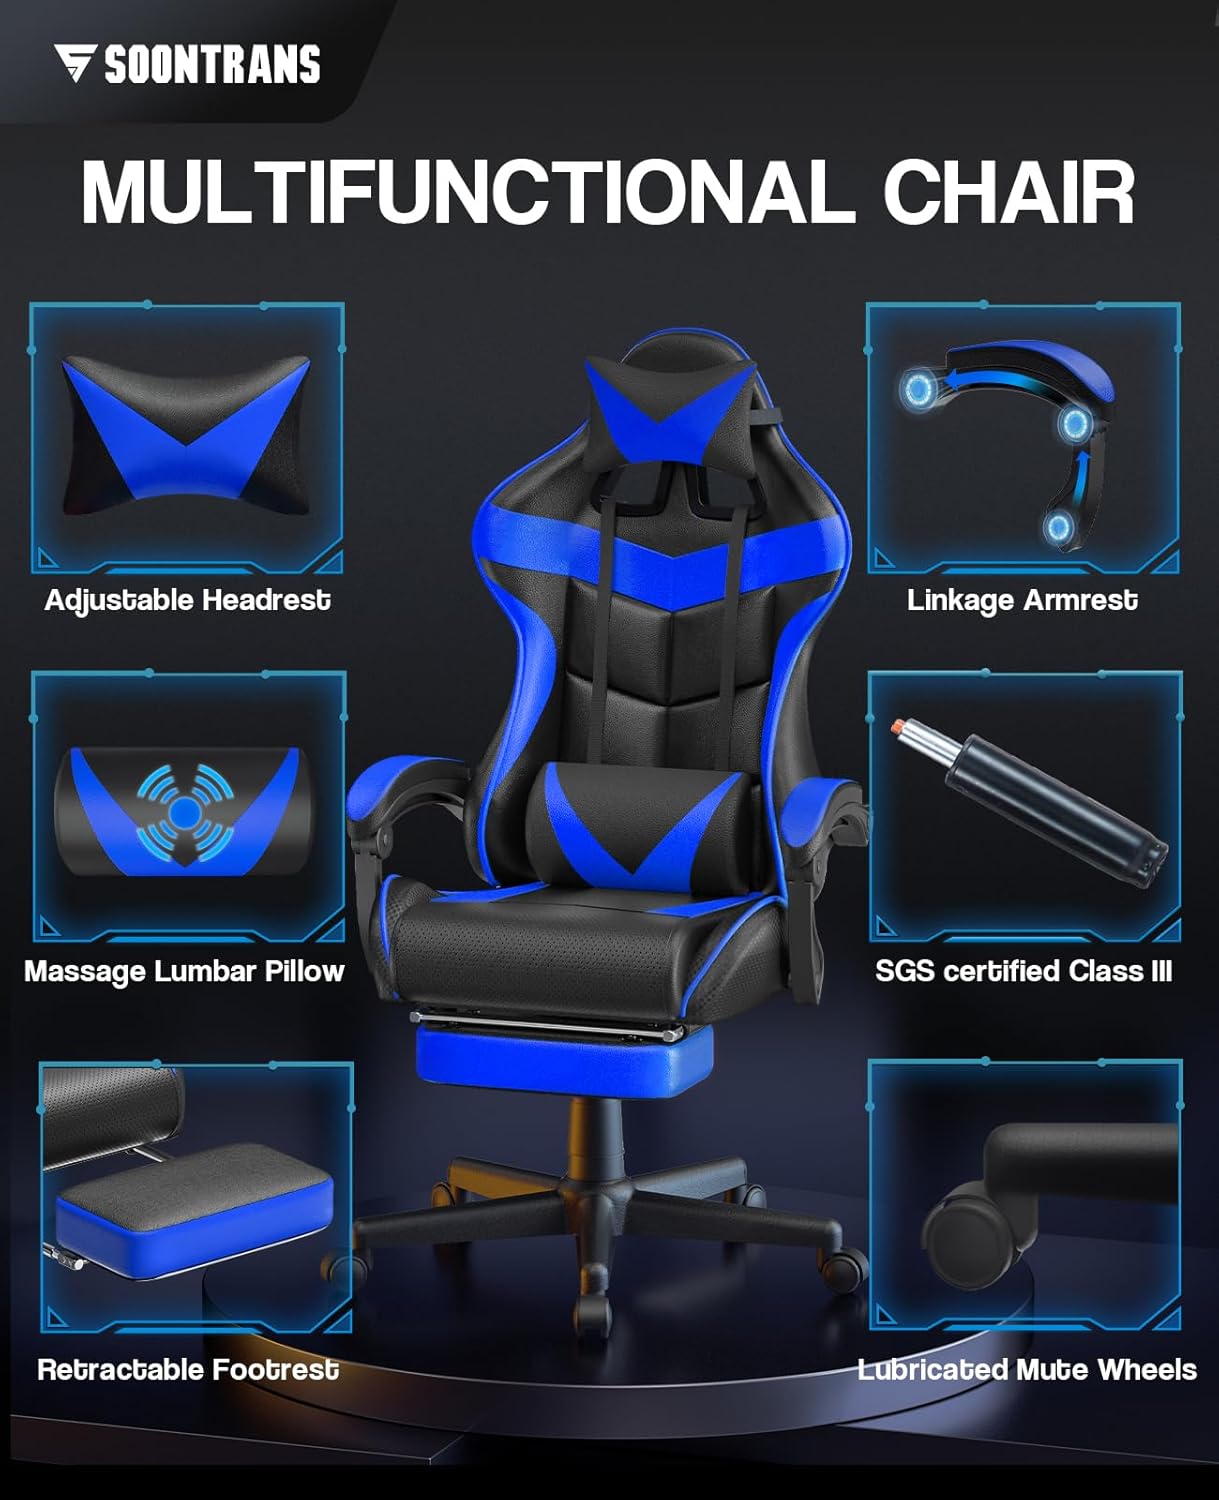 SOONTRANS
MULTIFUNCTIONAL CHAIR
Adjustable Headrest
Linkage Armrest
Massage Lumbar Pillow
SGS certified Class III
Retractable Footrest
Lubricated Mute Wheels